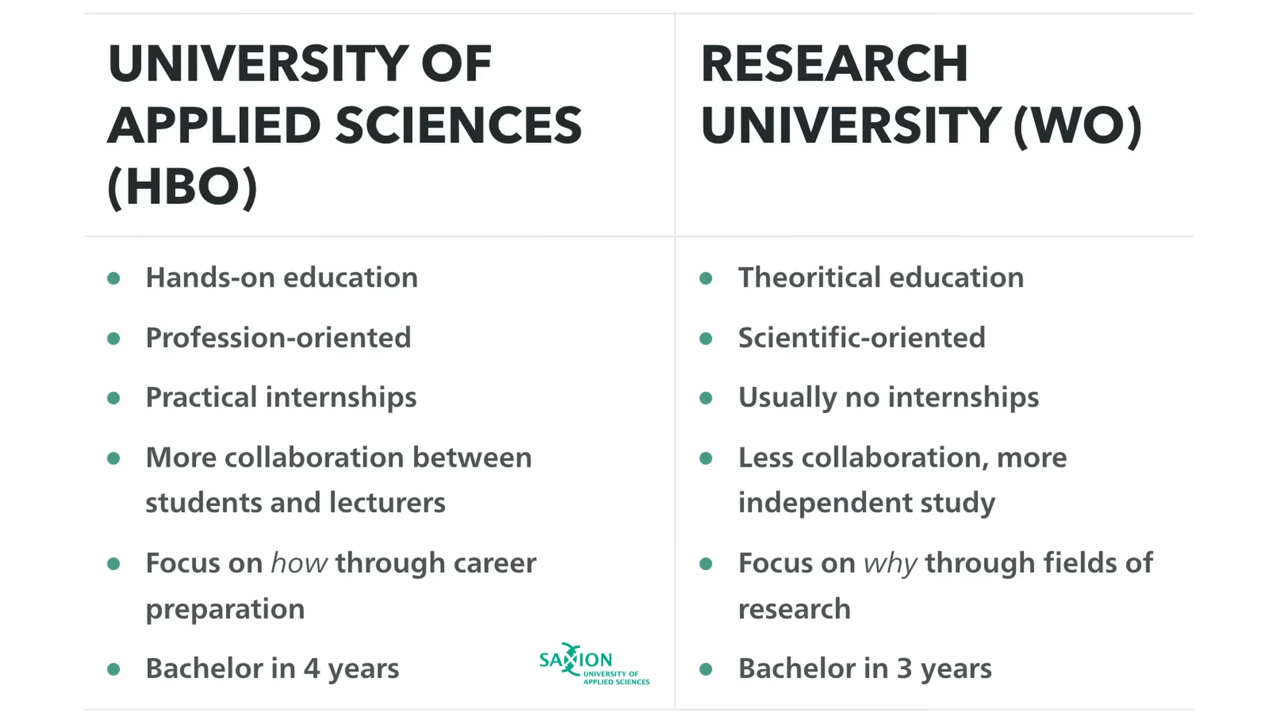 UNIVERSITY OF
APPLIED SCIENCES
(HBO)
RESEARCH
UNIVERSITY (WO)
Hands-on education
Profession-oriented
Practical internships
More collaboration between
students and lecturers
Focus on how through career
preparation
Bachelor in 4 years
SAXION
UNIVERSITY OF
APPLIED SCIENCES
Theoritical education
Scientific-oriented
Usually no internships
Less collaboration, more
independent study
Focus on why through fields of
research
Bachelor in 3 years